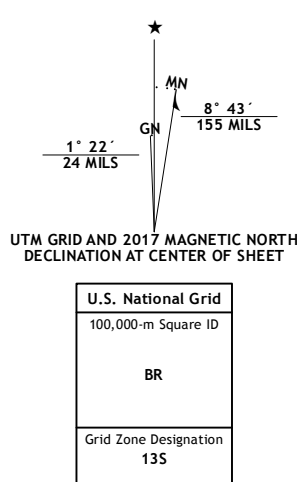 ★
MN
GN
8° 43´
155 MILS
1° 22´
24 MILS
UTM GRID AND 2017 MAGNETIC NORTH
DECLINATION AT CENTER OF SHEET
U.S. National Grid
100,000-m Square ID
BR
Grid Zone Designation
13S